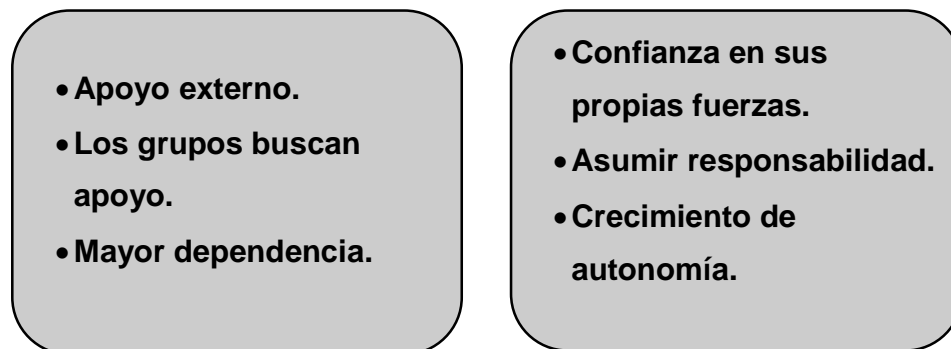 • Apoyo externo.
• Los grupos buscan
apoyo.
• Mayor dependencia.
• Confianza en sus
propias fuerzas.
• Asumir responsabilidad.
• Crecimiento de
autonomía.